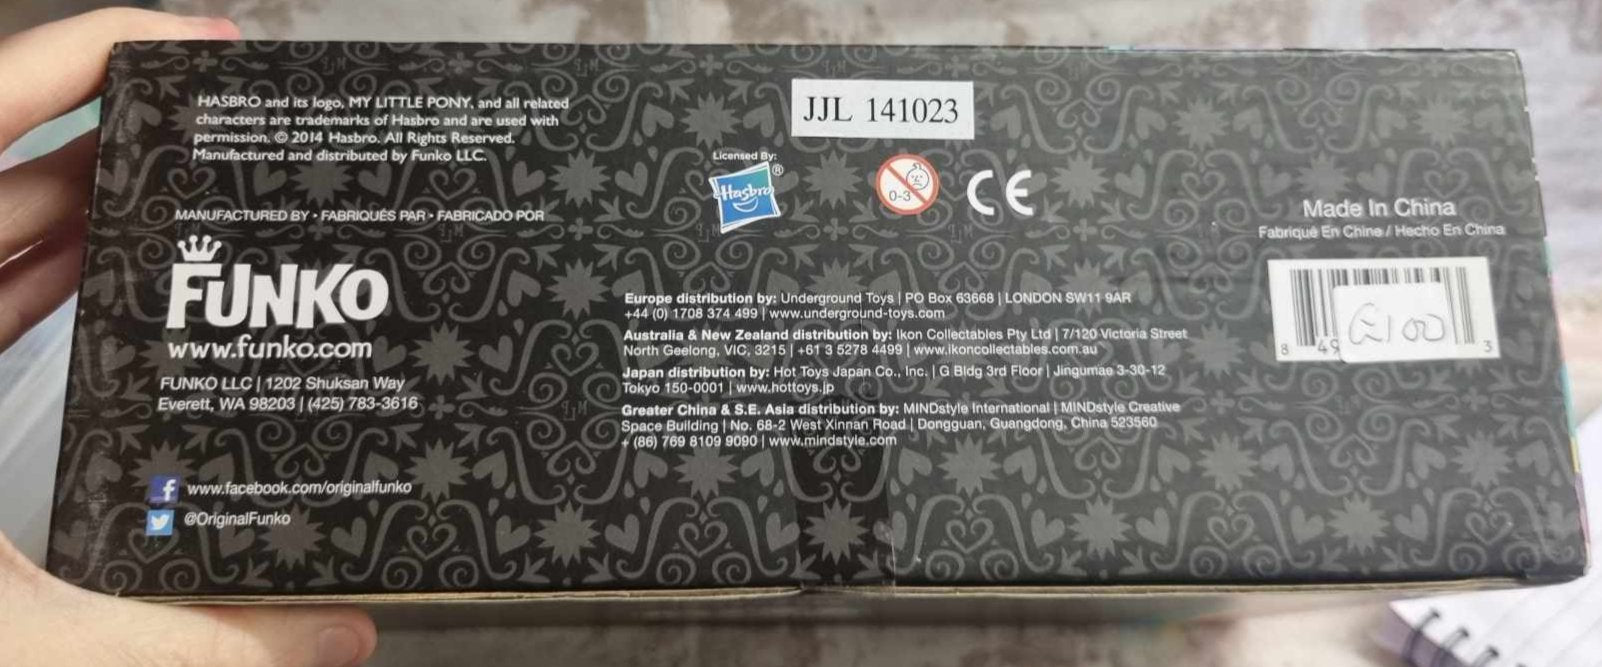 HASBRO and its logo, MY LITTLE PONY, and all related
characters are trademarks of Hasbro and are used with
permission. © 2014 Hasbro. All Rights Reserved.
Manufactured and distributed by Funko LLC.
MANUFACTURED BY • FABRIQUÉS PAR • FABRICADO POR
FUNKO
www.funko.com
FUNKO LLC | 1202 Shuksan Way
Everett, WA 98203 | (425) 783-3616
www.facebook.com/originalfunko
@OriginalFunko
JJL 141023
Licensed By:
Hasbro ®
0-3
CE
Europe distribution by: Underground Toys | PO Box 63668 | LONDON SW11 9AR
+44 (0) 1708 374 499 | www.underground-toys.com
Australia & New Zealand distribution by: Ikon Collectables Pty Ltd | 7/120 Victoria Street
North Geelong, VIC, 3215 | +61 3 5278 4499 | www.ikoncollectables.com.au
Japan distribution by: Hot Toys Japan Co., Inc. | G Bldg 3rd Floor | Jingumae 3-30-12
Tokyo 150-0001 | www.hottoys.jp
Greater China & S.E. Asia distribution by: MINDstyle International | MINDstyle Creative
Space Building | No. 68-2 West Xinnan Road | Dongguan, Guangdong, China 523560
+ (86) 769 8109 9090 | www.mindstyle.com
Made In China
Fabriqué En Chine / Hecho En China
8 49 3